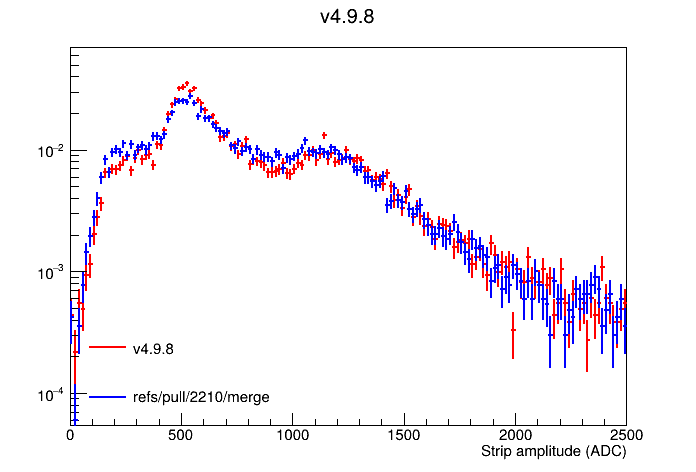 v4.9.8
10⁻²
10⁻³
10⁻⁴
v4.9.8
refs/pull/2210/merge
0 500 1000 1500 2000 2500
Strip amplitude (ADC)